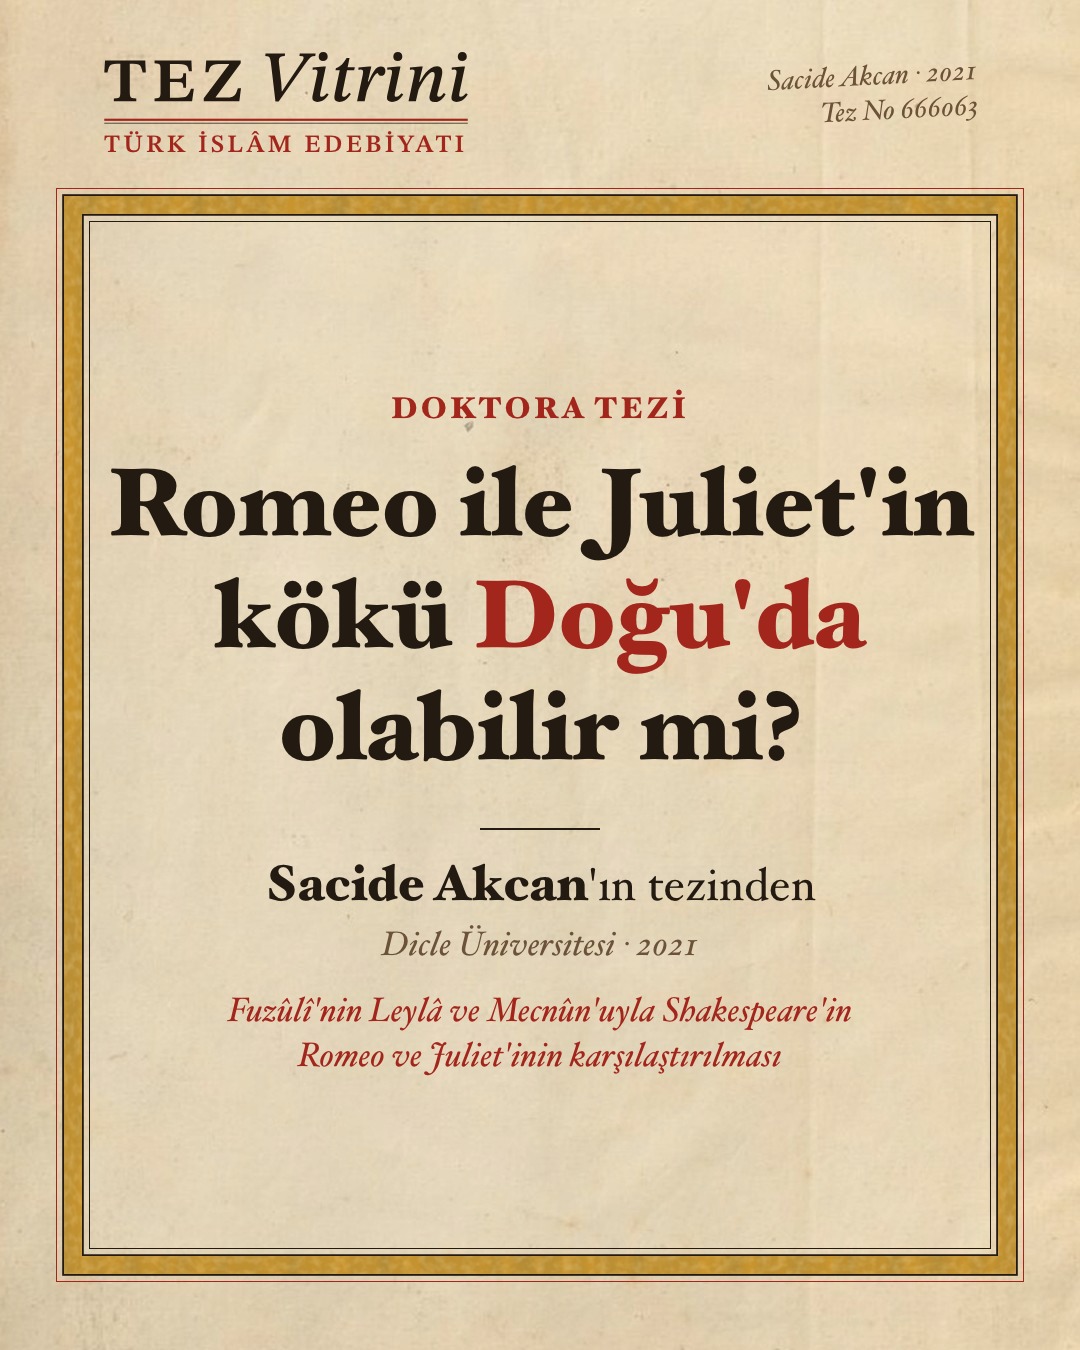 TEZ Vitrini
TÜRK İSLÂM EDEBİYATI
Sacide Akcan · 2021
Tez No 666063
DOKTORA TEZİ
Romeo ile Juliet'in
kökü Doğu'da
olabilir mi?
Sacide Akcan'ın tezinden
Dicle Üniversitesi · 2021
Fuzûlî'nin Leylâ ve Mecnûn'uyla Shakespeare'in
Romeo ve Juliet'inin karşılaştırılması